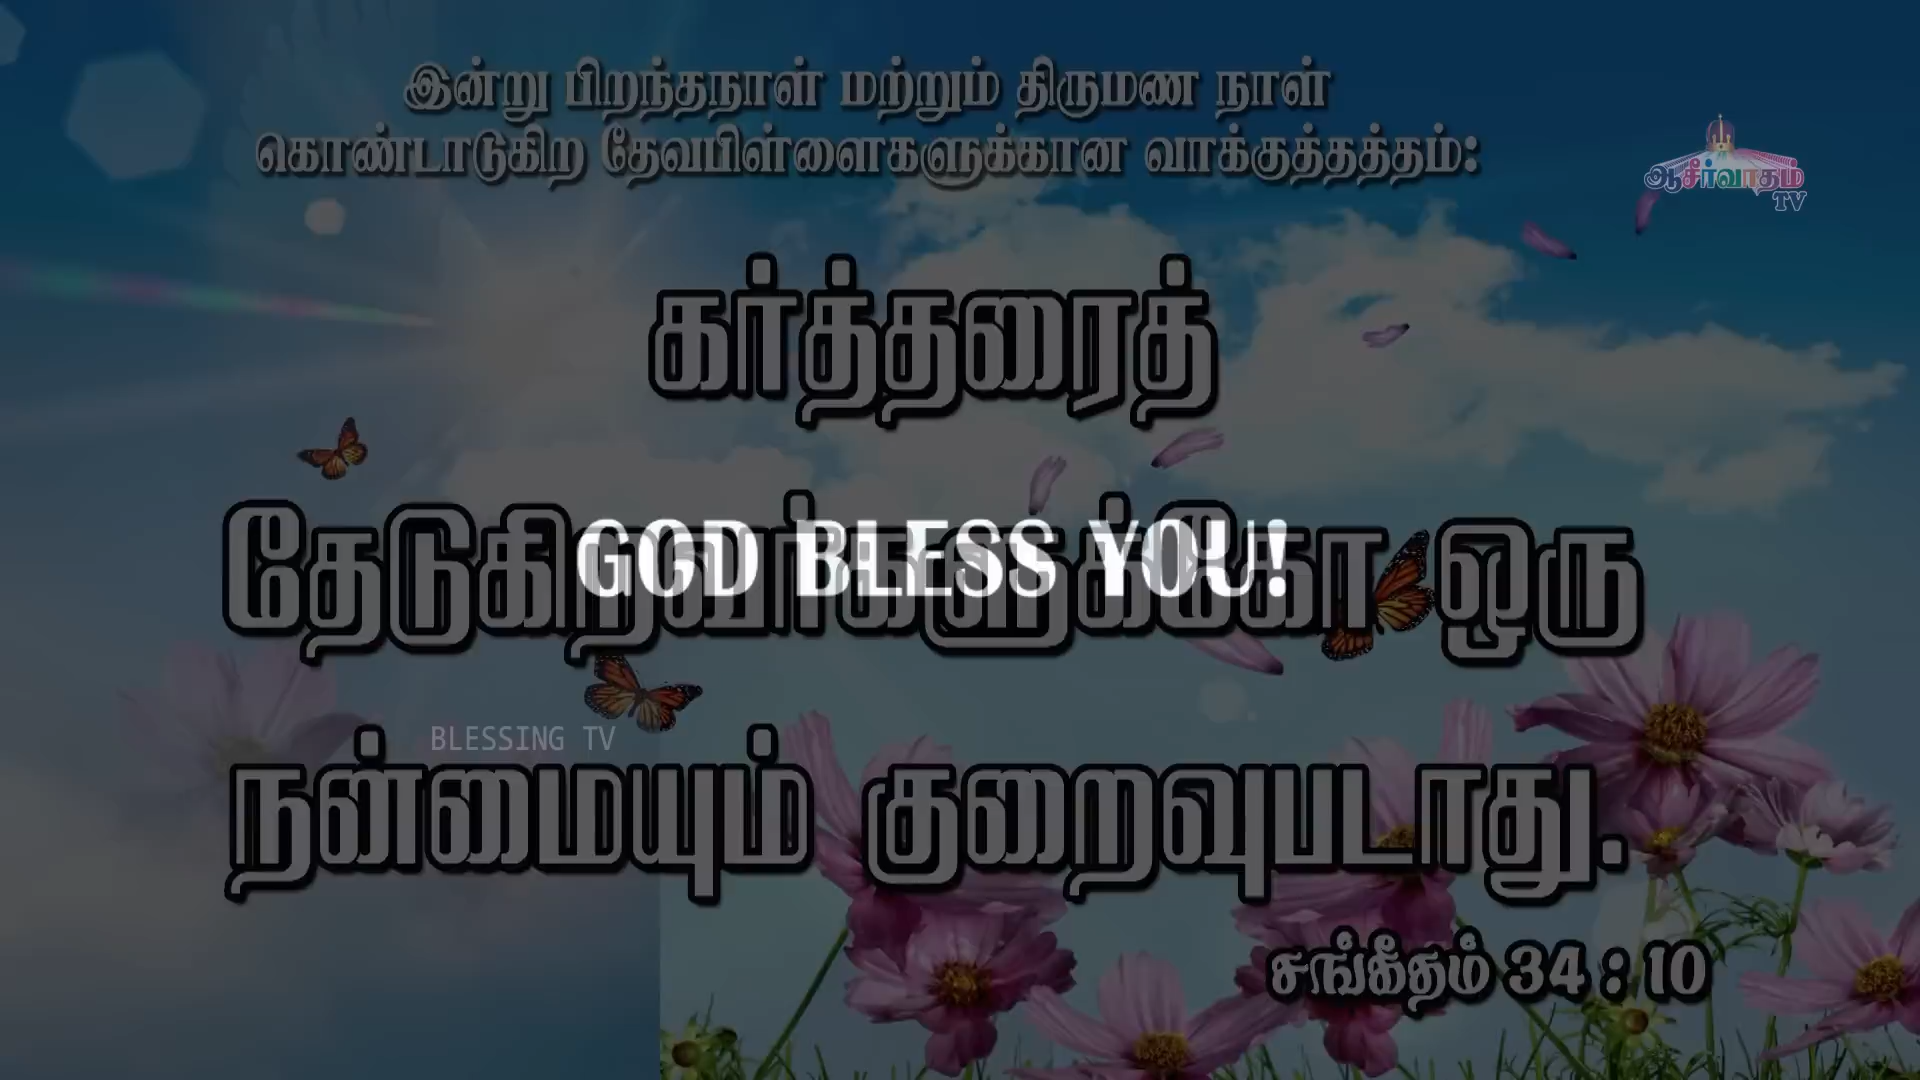 இன்று பிறந்தநாள் மற்றும் திருமண நாள்
கொண்டாடுகிற தேவபிள்ளைகளுக்கான வாக்குத்தத்தம்:
ஆசீர்வாதம்
TV
கர்த்தரைத்
தேடுகிறவர்களுக்கோ ஒரு
GOD BLESS YOU!
BLESSING TV
நன்மையும் குறைவுபடாது.
சங்கீதம் 34 : 10